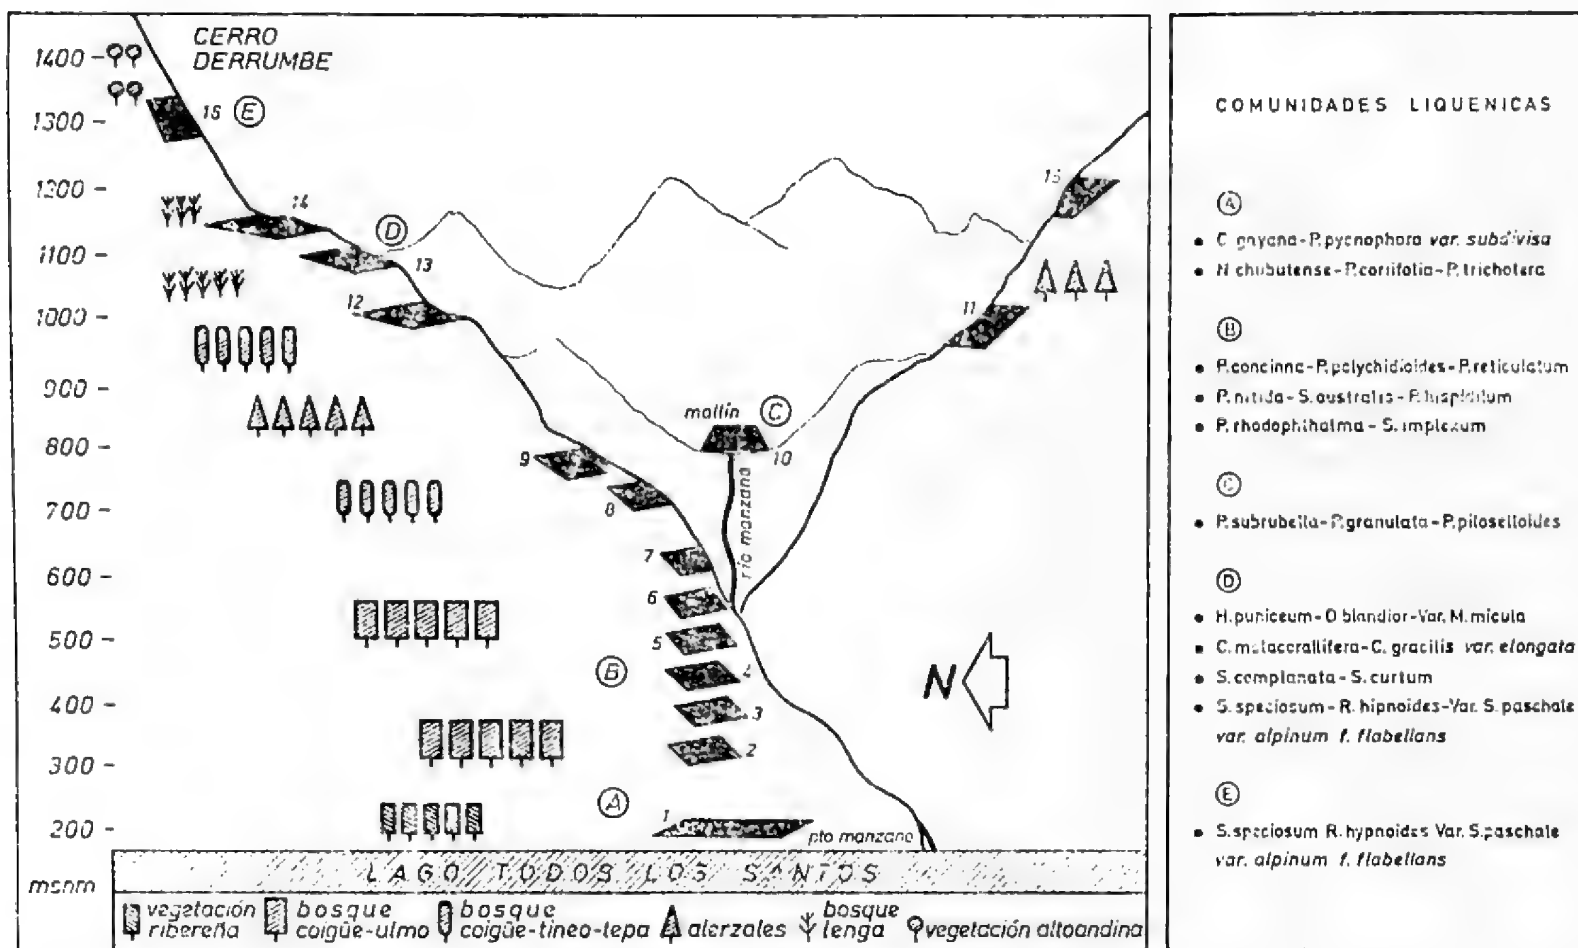 CERRO
DERRUMBE
1400
1300
1200
1100
1000
900
800
700
600
500
400
300
200
msnm
16 E
14
D
13
12
15
11
mallín C
10
río manzano
9
8
7
6
5
B
4
3
2
A
1
pto manzano
N
LAGO TODOS LOS SANTOS
vegetación ribereña
bosque coigüe-ulmo
bosque coigüe-tineo-tepa
alerzales
bosque lenga
vegetación altoandina
COMUNIDADES LIQUENICAS
A
C. guyana-P. pycnophora var. subdivisa
N. chubutense-P. coriifolia-P. trichotera
B
P. concinna-P. polychidioides-P. reticulatum
P. nitida-S. australis-P. hispidulum
P. rhodophthalma-S. implexum
C
P. subrubella-P. granulata-P. piloselloides
D
H. puniceum-O blandior-Var. M. micula
C. metacorallifera-C. gracilis var. elongata
S. complanata-S. curtum
S. speciosum-R. hipnoides-Var. S. paschale
var. alpinum f. flabellans
E
S. speciosum R. hypnoides Var. S. paschale
var. alpinum f. flabellans